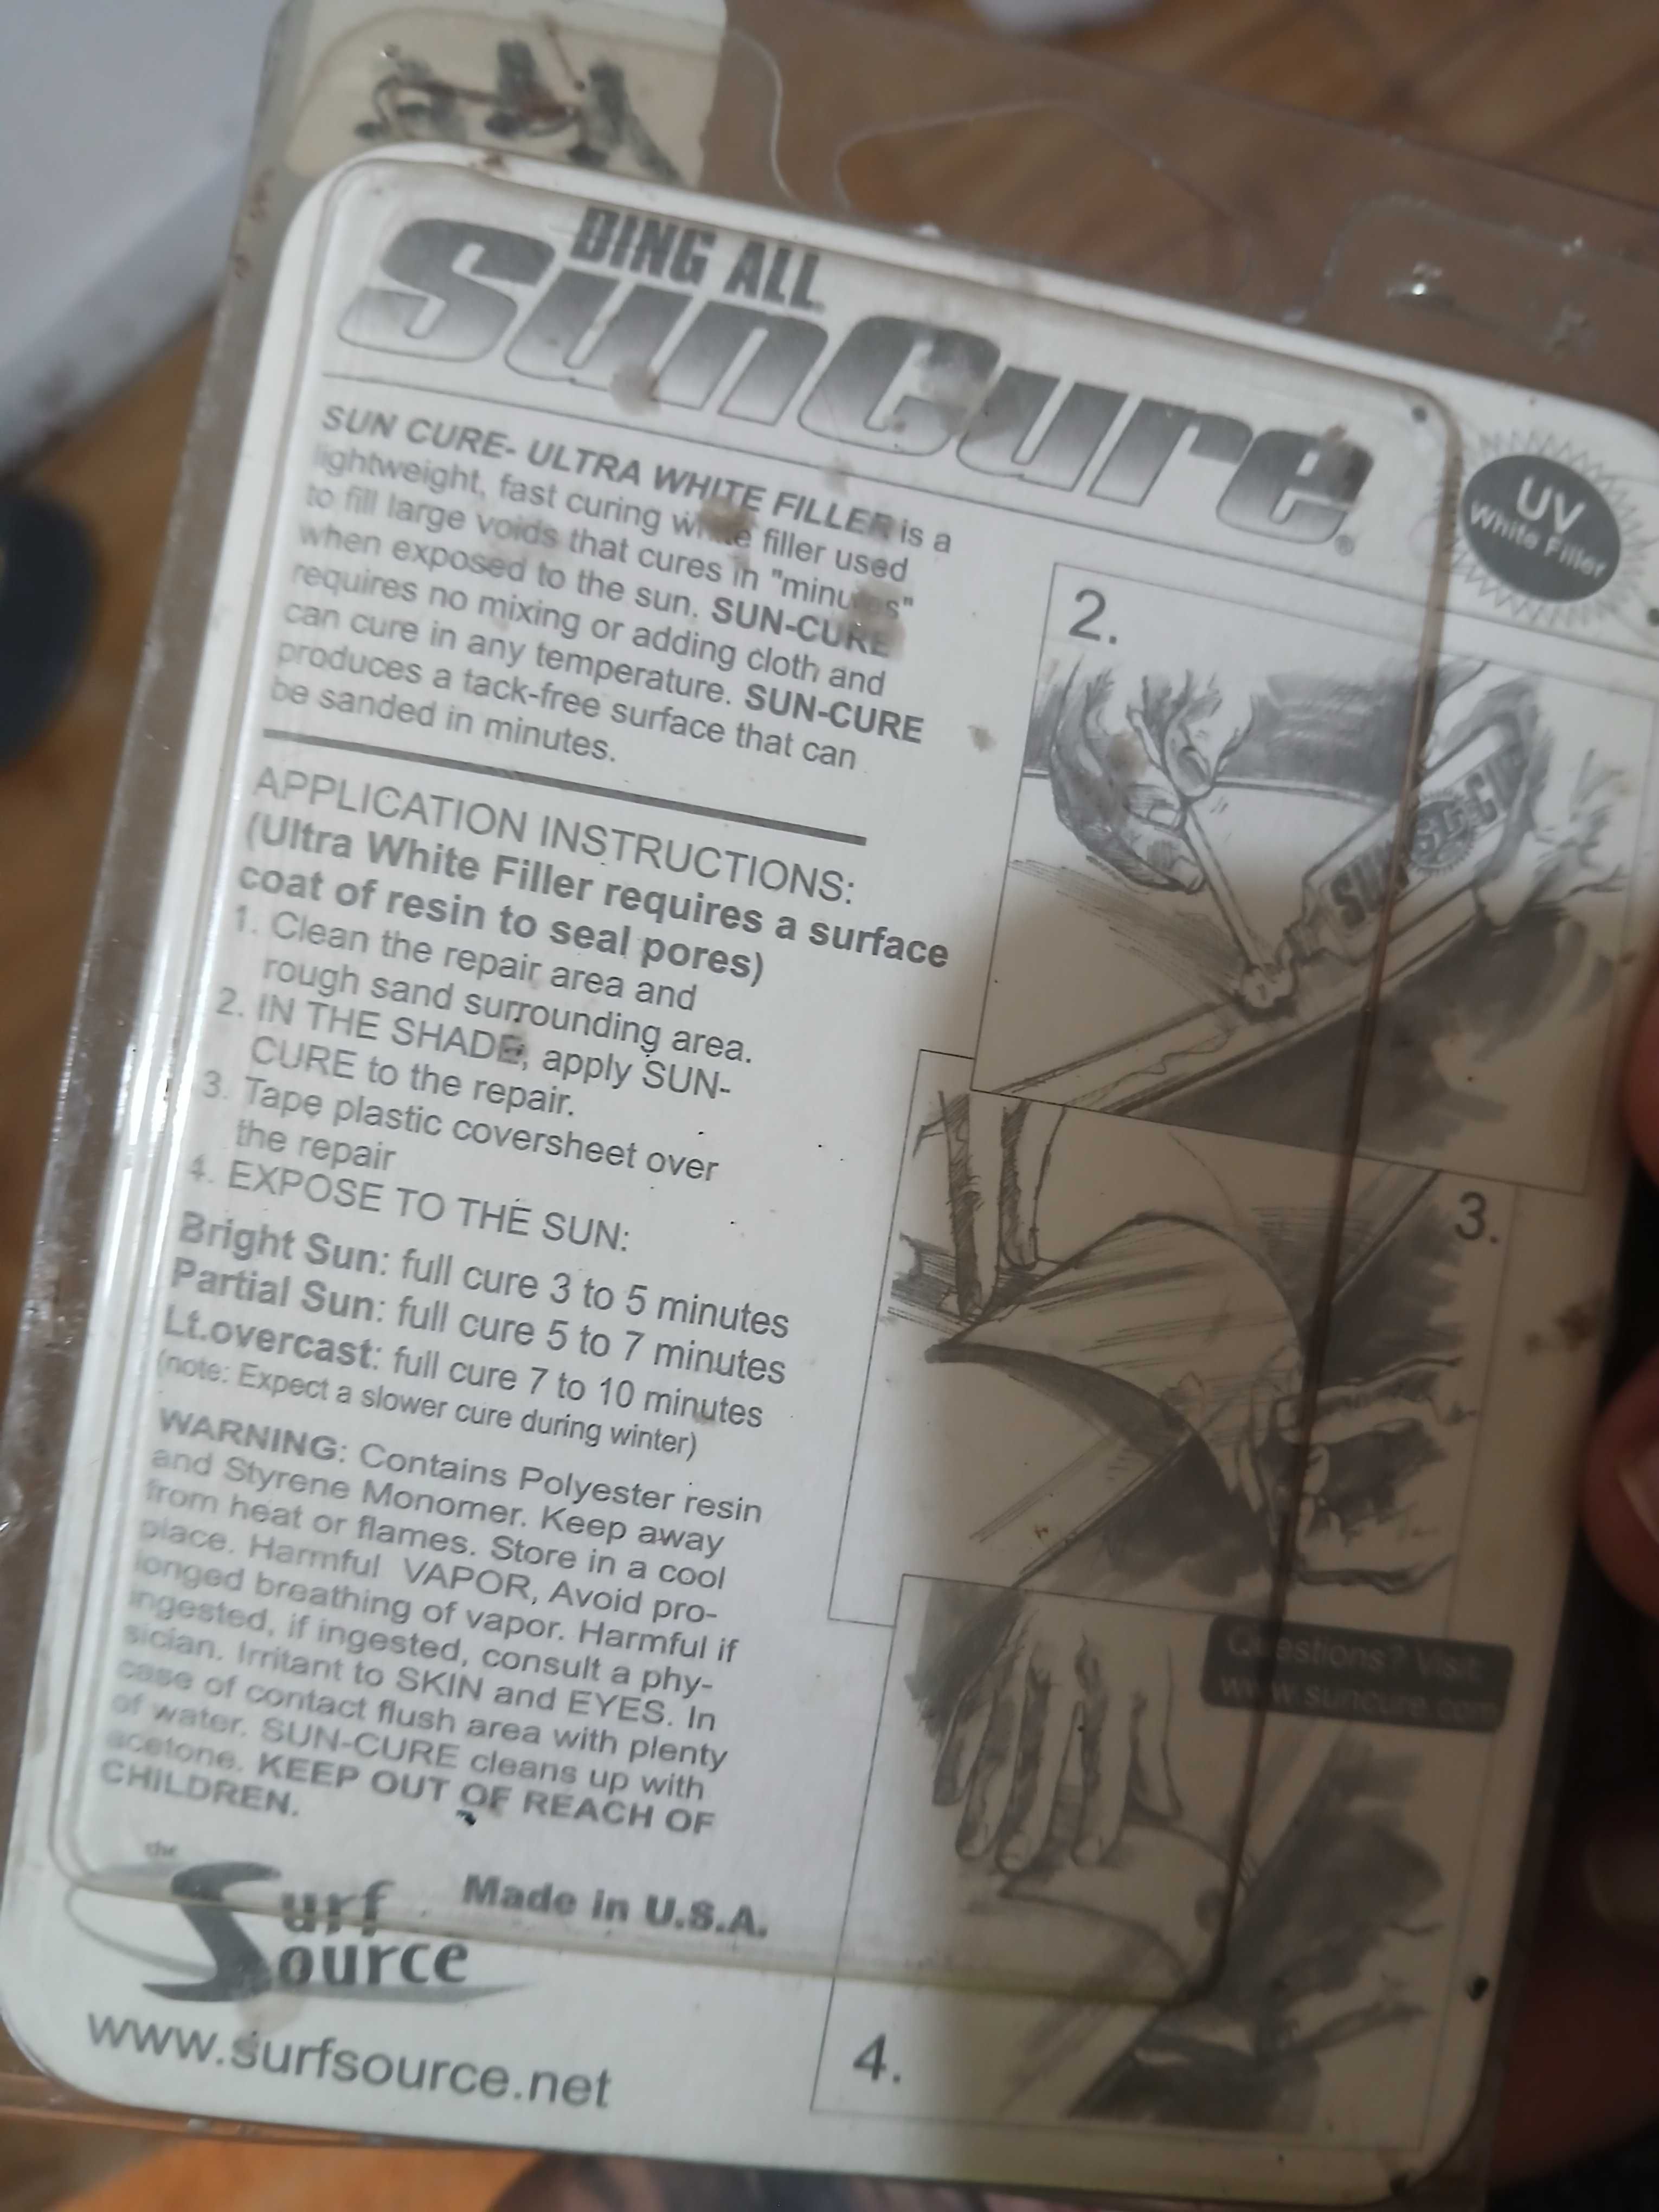 DING ALL
SunCure®
UV
White Filler
SUN CURE- ULTRA WHITE FILLER is a
lightweight, fast curing white filler used
to fill large voids that cures in "minutes"
when exposed to the sun. SUN-CURE
requires no mixing or adding cloth and
can cure in any temperature. SUN-CURE
produces a tack-free surface that can
be sanded in minutes.
APPLICATION INSTRUCTIONS:
(Ultra White Filler requires a surface
coat of resin to seal pores)
1. Clean the repair area and
rough sand surrounding area.
2. IN THE SHADE, apply SUN-
CURE to the repair.
3. Tape plastic coversheet over
the repair
4. EXPOSE TO THE SUN:
Bright Sun: full cure 3 to 5 minutes
Partial Sun: full cure 5 to 7 minutes
Lt.overcast: full cure 7 to 10 minutes
(note: Expect a slower cure during winter)
WARNING: Contains Polyester resin
and Styrene Monomer. Keep away
from heat or flames. Store in a cool
place. Harmful VAPOR, Avoid pro-
longed breathing of vapor. Harmful if
ingested, if ingested, consult a phy-
sician. Irritant to SKIN and EYES. In
case of contact flush area with plenty
of water. SUN-CURE cleans up with
acetone. KEEP OUT OF REACH OF
CHILDREN.
the
Surf
Source
Made in U.S.A.
www.surfsource.net
2.
3.
Questions? Visit
www.suncure.com
4.